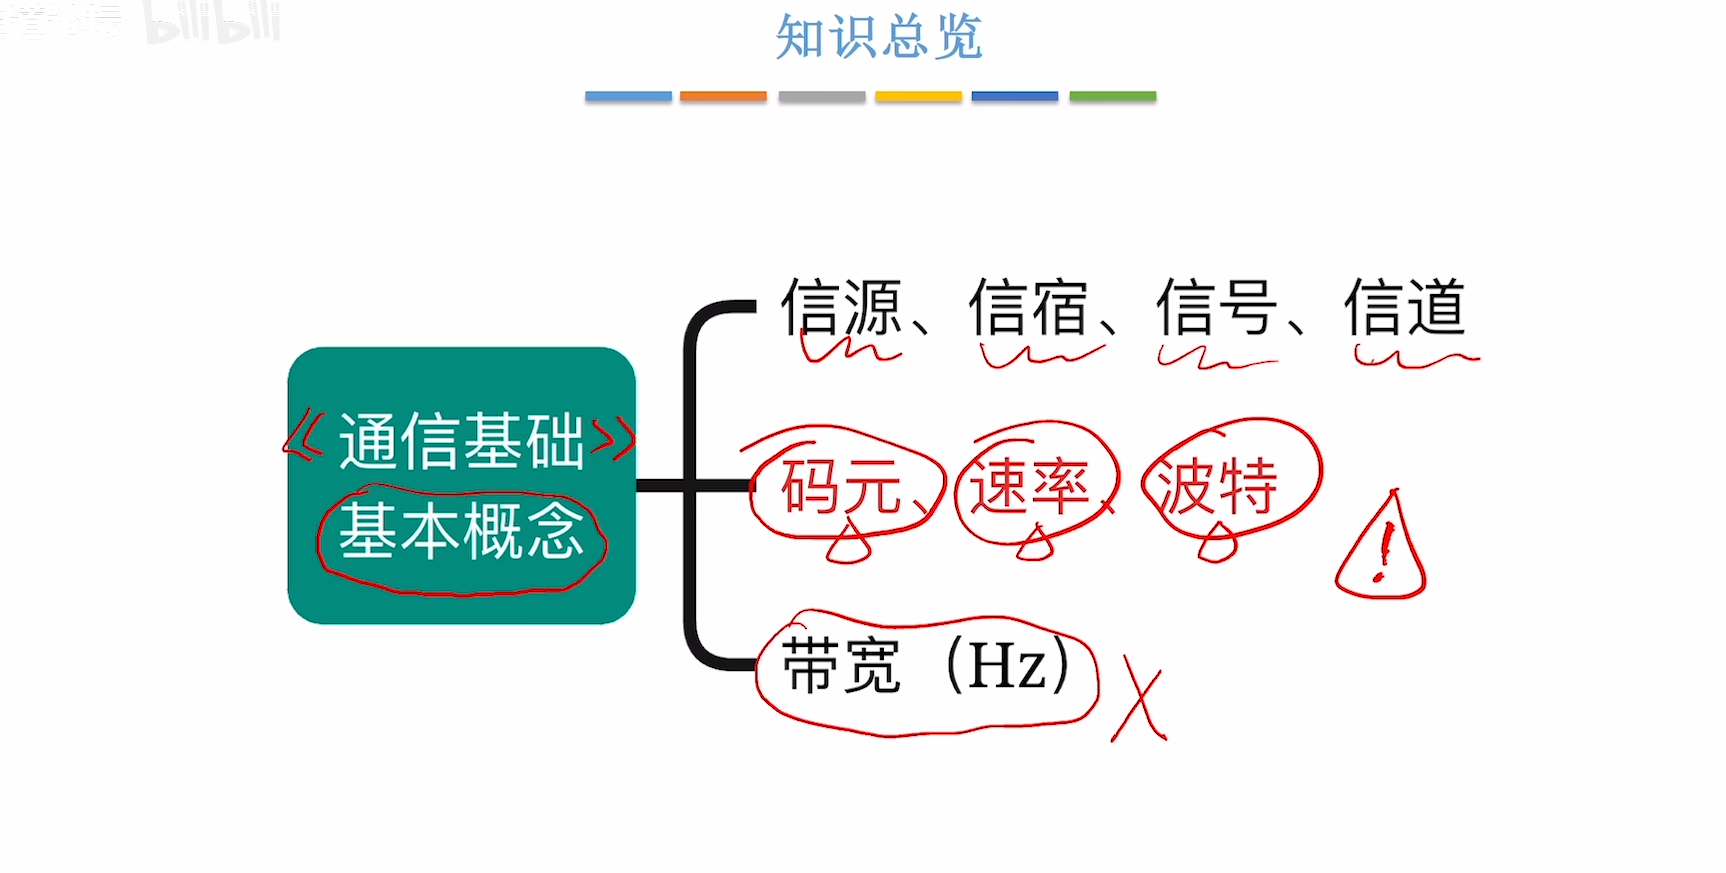 bilibili
知识总览
信源、信宿、信号、信道
《通信基础》
基本概念
码元、速率、波特
!
带宽（Hz）
X